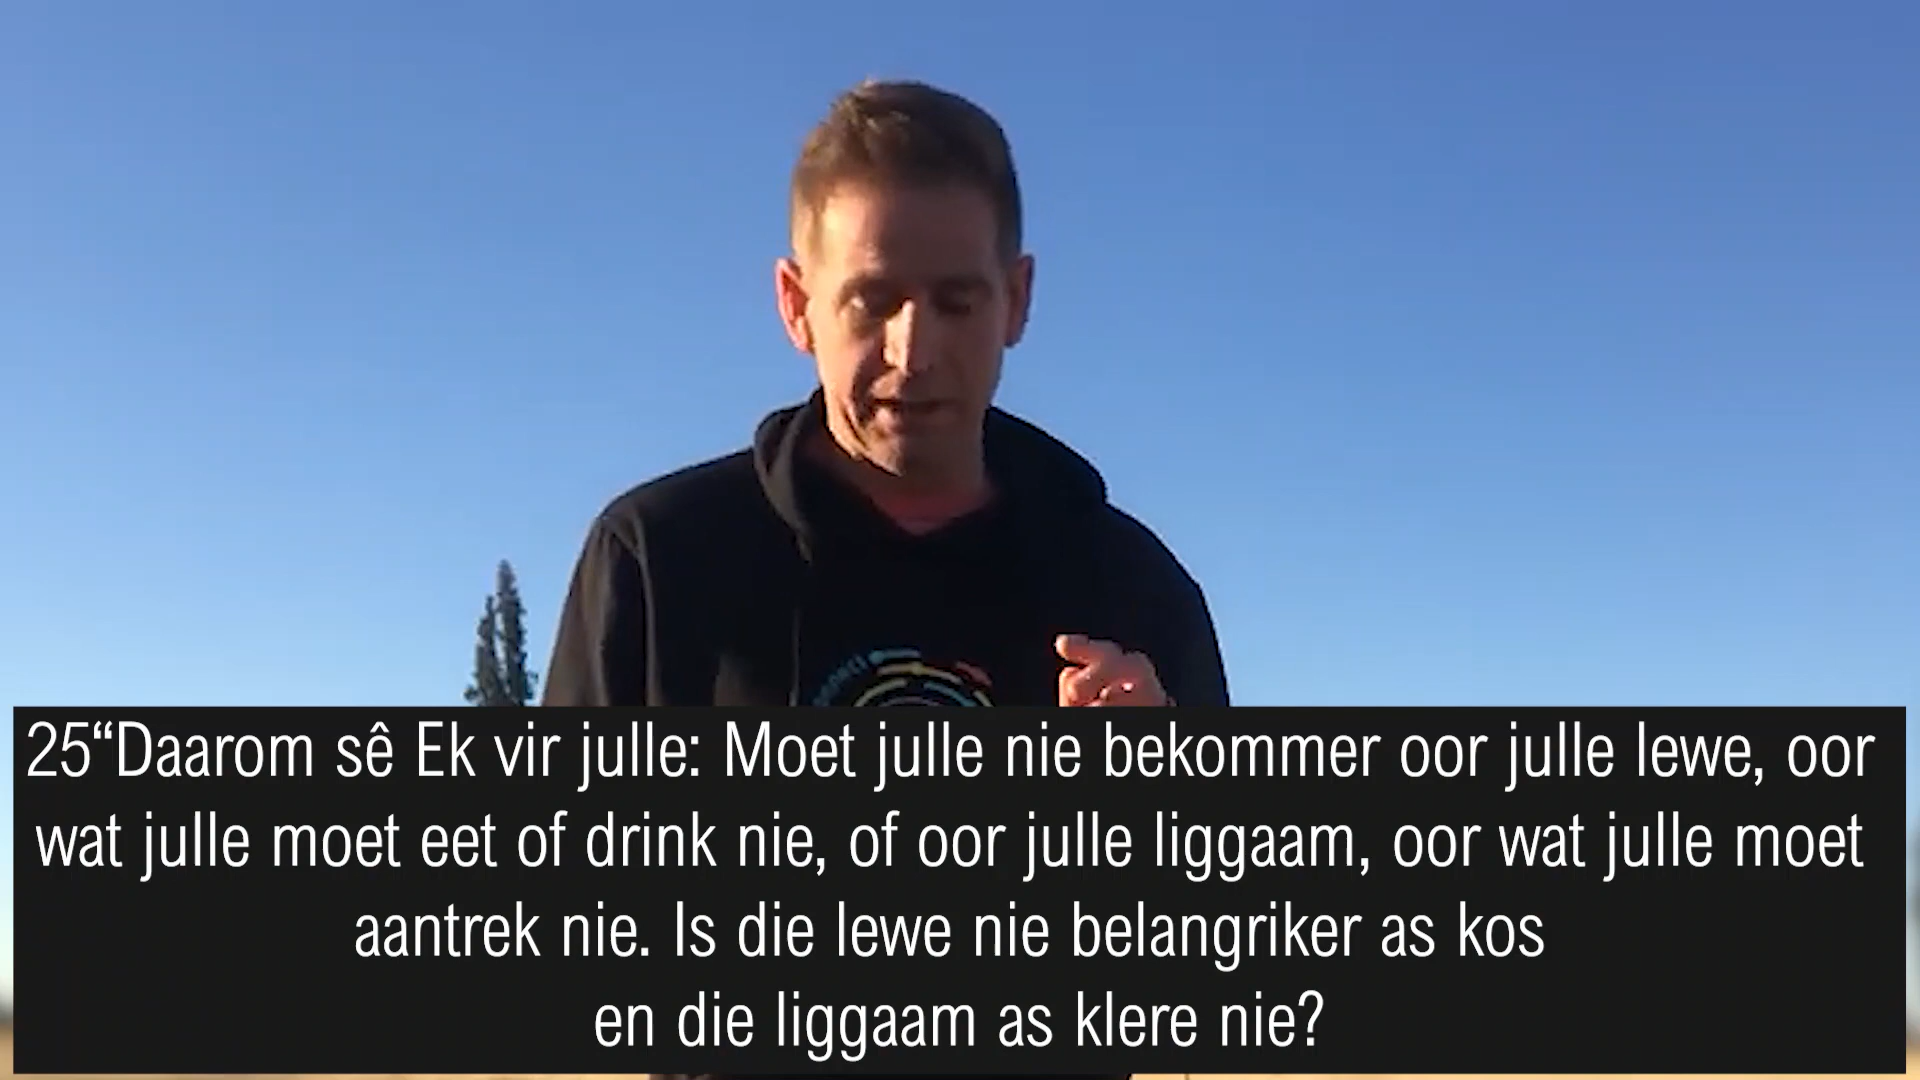 25“Daarom sê Ek vir julle: Moet julle nie bekommer oor julle lewe, oor
wat julle moet eet of drink nie, of oor julle liggaam, oor wat julle moet
aantrek nie. Is die lewe nie belangriker as kos
en die liggaam as klere nie?